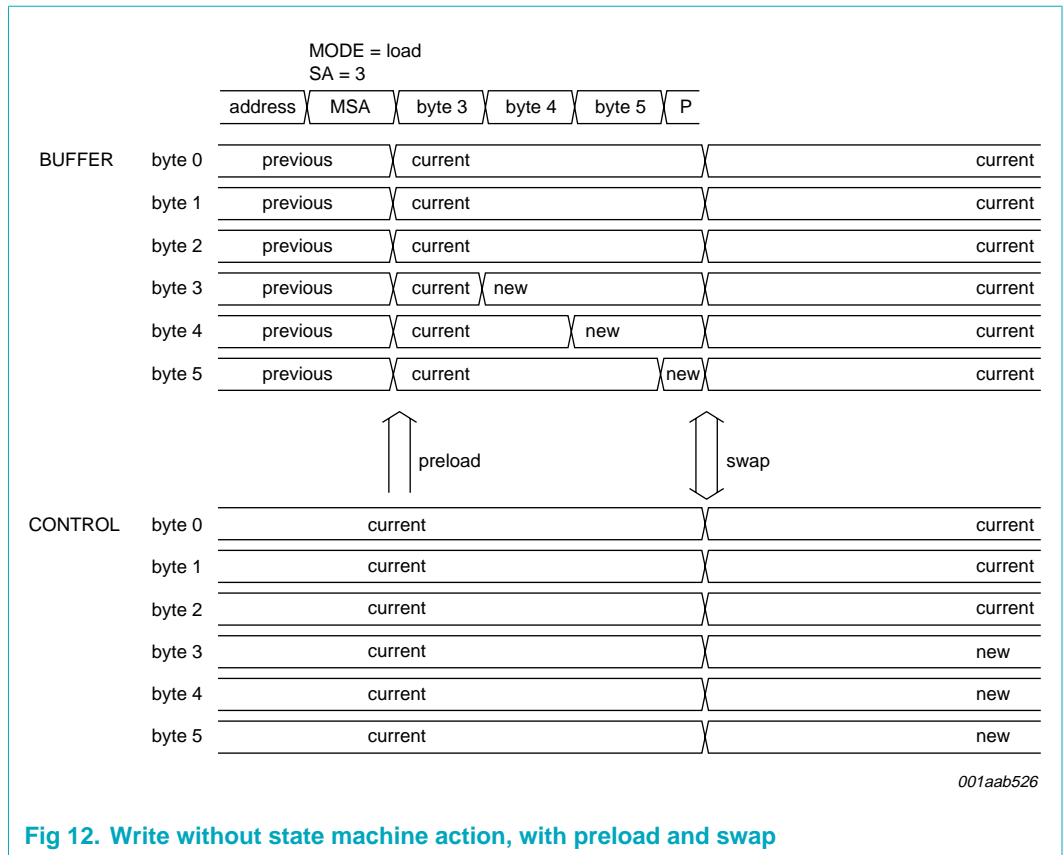 MODE = load
SA = 3
address MSA byte 3 byte 4 byte 5 P
BUFFER byte 0 previous current current
byte 1 previous current current
byte 2 previous current current
byte 3 previous current new current
byte 4 previous current new current
byte 5 previous current new current
preload swap
CONTROL byte 0 current current
byte 1 current current
byte 2 current current
byte 3 current new
byte 4 current new
byte 5 current new
001aab526
Fig 12. Write without state machine action, with preload and swap